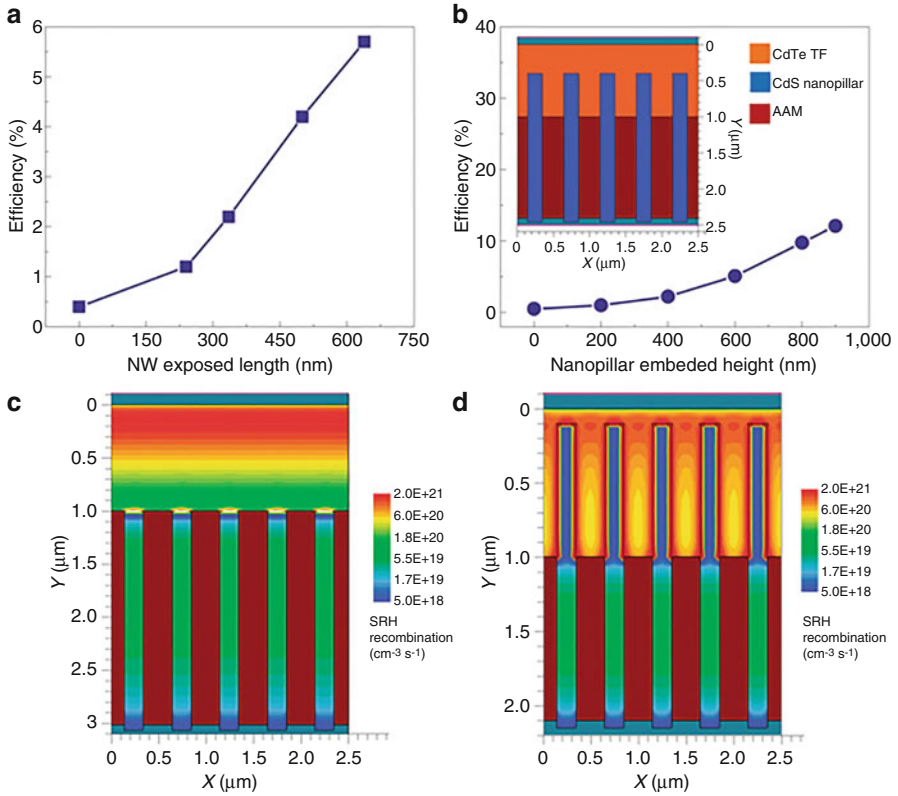 a
6
5
4
3
2
1
0
Efficiency (%)
0 150 300 450 600 750
NW exposed length (nm)
b
40
30
20
10
0
Efficiency (%)
0
0.5
1.0
1.5
2.0
2.5
Y (μm)
0 0.5 1.0 1.5 2.0 2.5
X (μm)
CdTe TF
CdS nanopillar
AAM
0 200 400 600 800 1,000
Nanopillar embeded height (nm)
c
0
0.5
1.0
1.5
2.0
2.5
3
Y (μm)
0 0.5 1.0 1.5 2.0 2.5
X (μm)
2.0E+21
6.0E+20
1.8E+20
5.5E+19
1.7E+19
5.0E+18
SRH
recombination
(cm-3 s-1)
d
0
0.5
1.0
1.5
2.0
Y (μm)
0 0.5 1.0 1.5 2.0 2.5
X (μm)
2.0E+21
6.0E+20
1.8E+20
5.5E+19
1.7E+19
5.0E+18
SRH
recombination
(cm-3 s-1)